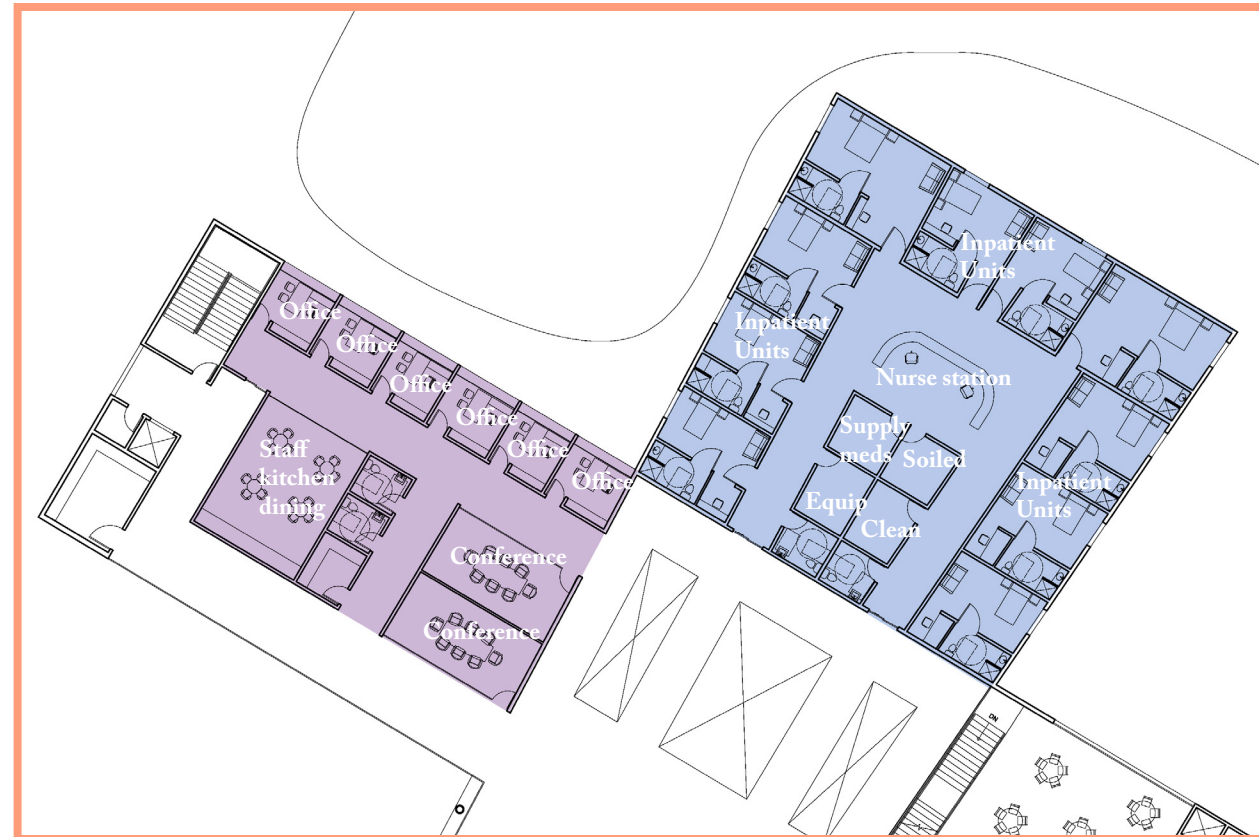 Inpatient
Units
Office
Office
Office
Office
Office
Office
Inpatient
Units
Nurse station
Supply
meds
Soiled
Equip
Clean
Inpatient
Units
Staff
kitchen
dining
Conference
Conference
DN